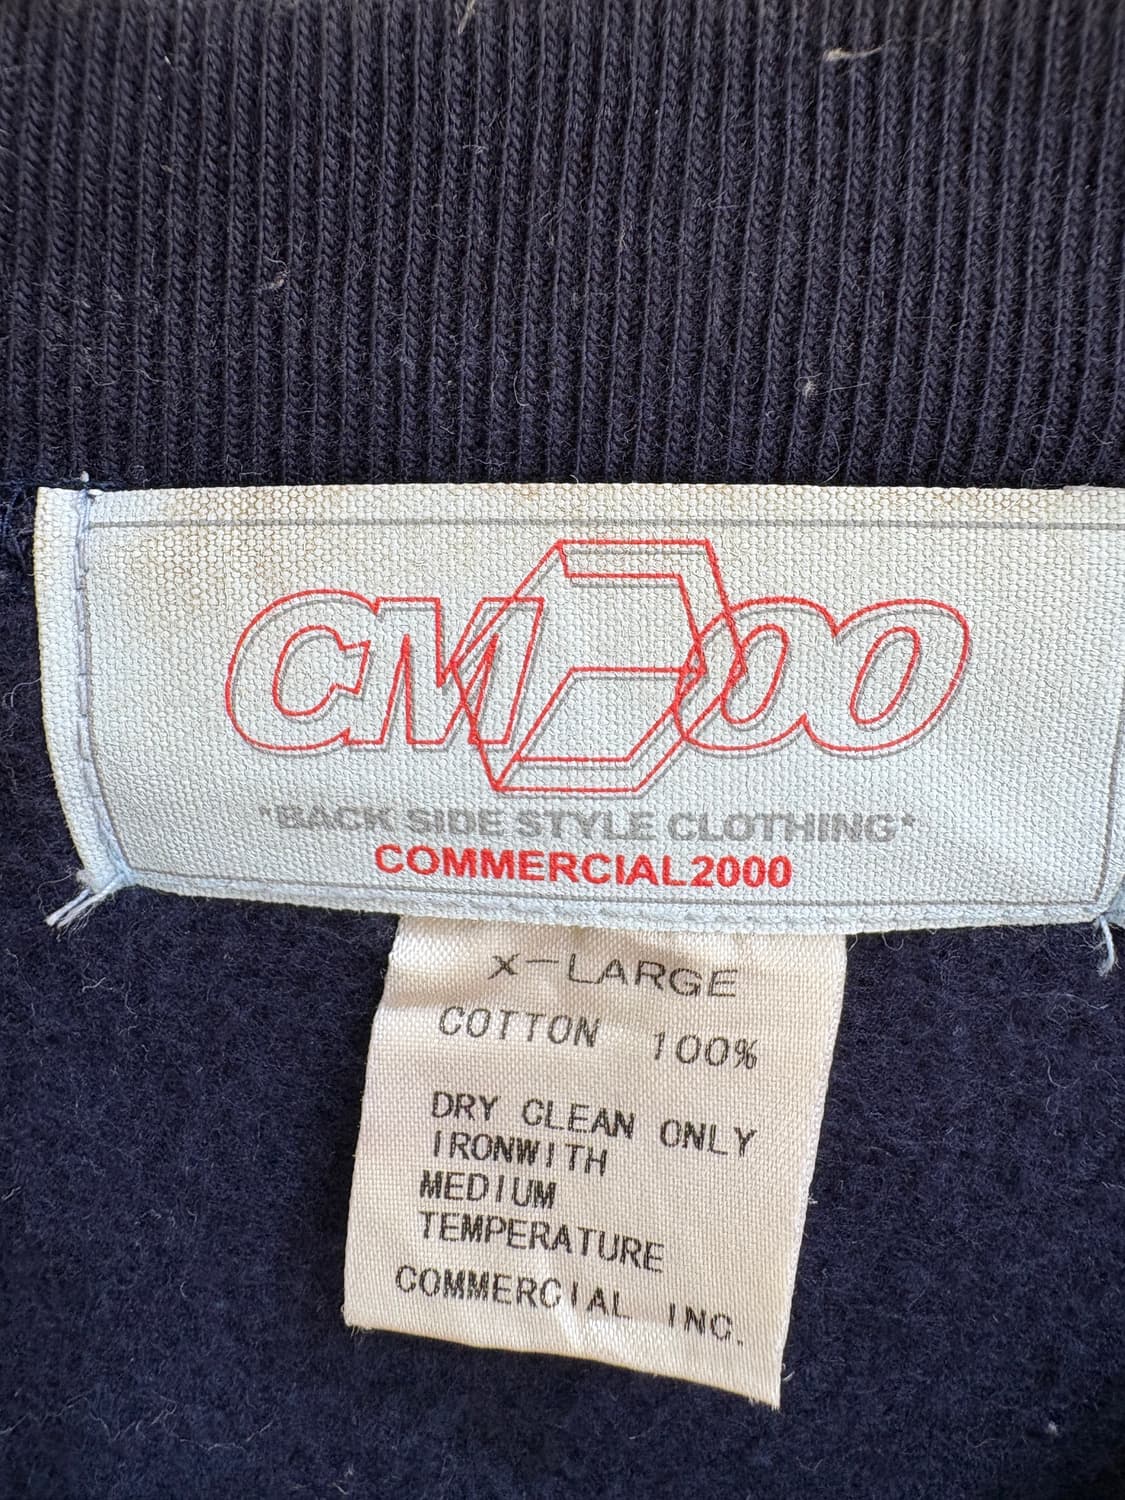 CM2000
"BACK SIDE STYLE CLOTHING"
COMMERCIAL2000
X-LARGE
COTTON 100%
DRY CLEAN ONLY
IRONWITH
MEDIUM
TEMPERATURE
COMMERCIAL INC.